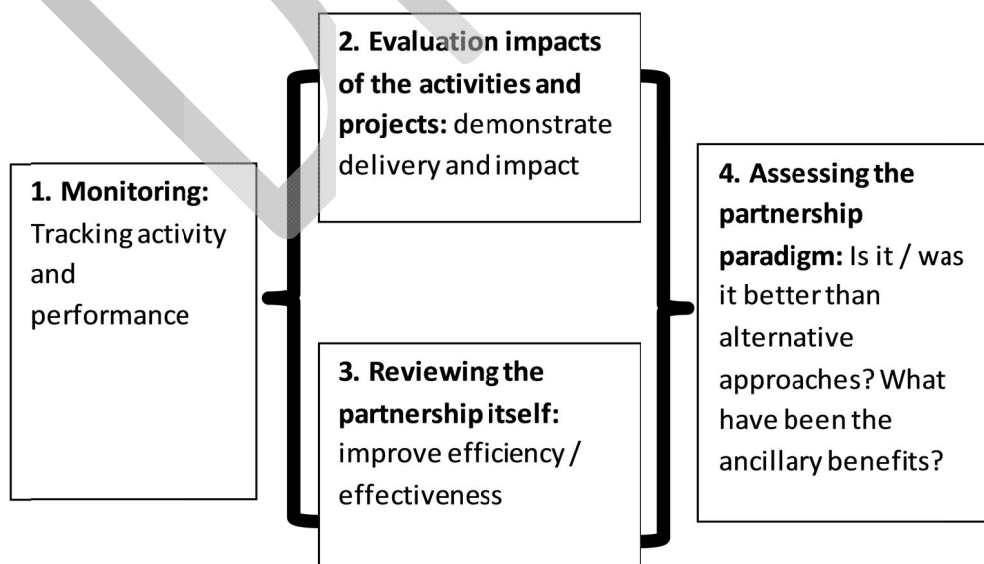 1. Monitoring:
Tracking activity
and
performance
2. Evaluation impacts
of the activities and
projects: demonstrate
delivery and impact
3. Reviewing the
partnership itself:
improve efficiency /
effectiveness
4. Assessing the
partnership
paradigm: Is it / was
it better than
alternative
approaches? What
have been the
ancillary benefits?